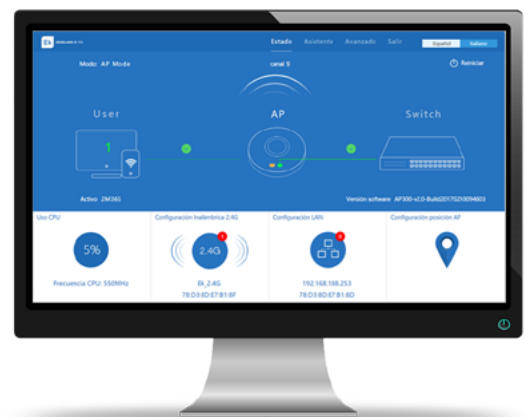 Ek
Estado Asistente Avanzado Salir Español Italiano
Modo: AP Mode canal 9 Reiniciar
User AP Switch
1
Activo 2M36S Versión software AP300-v2.0-Build20170210094603
Uso CPU Configuración Inalámbrica 2.4G Configuración LAN Configuración posición AP
5% 2.4G
Frecuencia CPU: 550MHz Ek_2.4G 192.168.188.253
78:D3:8D:E7:B1:8F 78:D3:8D:E7:B1:8D